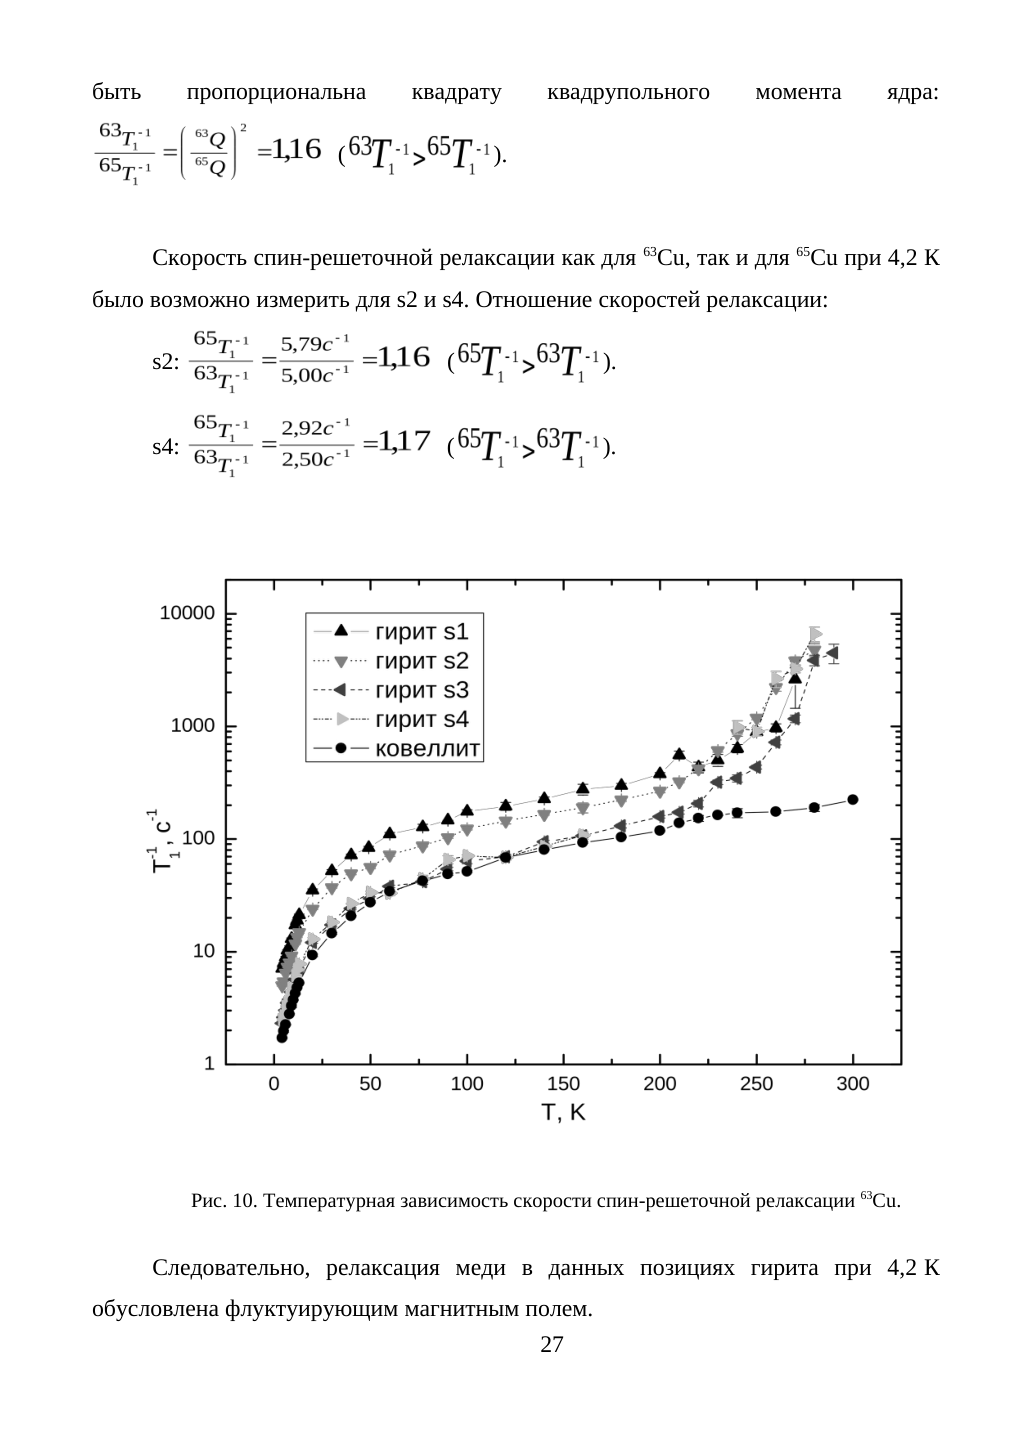 быть пропорциональна квадрату квадрупольного момента ядра:
63T₁⁻¹ / 65T₁⁻¹ = (⁶³Q / ⁶⁵Q)² = 1,16 (63T₁⁻¹ > 65T₁⁻¹).
Скорость спин-решеточной релаксации как для ⁶³Cu, так и для ⁶⁵Cu при 4,2 К
было возможно измерить для s2 и s4. Отношение скоростей релаксации:
s2: 65T₁⁻¹ / 63T₁⁻¹ = 5,79c⁻¹ / 5,00c⁻¹ = 1,16 (65T₁⁻¹ > 63T₁⁻¹).
s4: 65T₁⁻¹ / 63T₁⁻¹ = 2,92c⁻¹ / 2,50c⁻¹ = 1,17 (65T₁⁻¹ > 63T₁⁻¹).
10000
1000
100
10
1
T₁⁻¹, c⁻¹
гирит s1
гирит s2
гирит s3
гирит s4
ковеллит
0 50 100 150 200 250 300
T, K
Рис. 10. Температурная зависимость скорости спин-решеточной релаксации ⁶³Cu.
Следовательно, релаксация меди в данных позициях гирита при 4,2 К
обусловлена флуктуирующим магнитным полем.
27